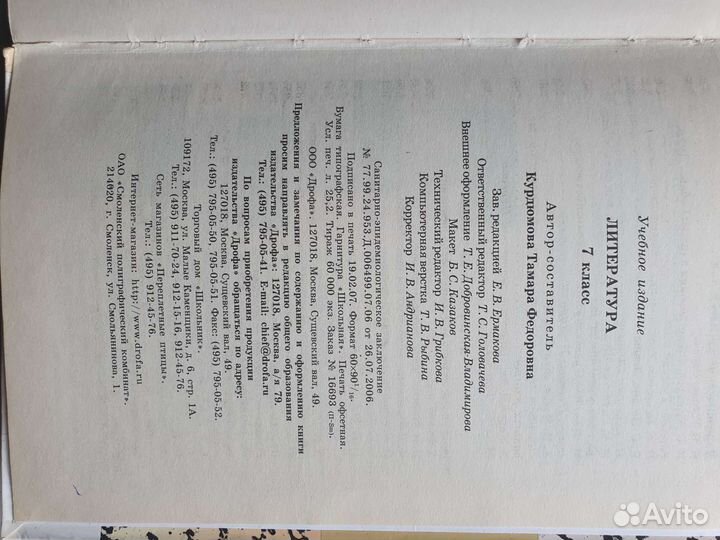 Учебное издание
ЛИТЕРАТУРА
7 класс
Автор-составитель
Курдюмова Тамара Федоровна
Зав. редакцией Е. В. Ермакова
Ответственный редактор Т. С. Головачева
Внешнее оформление Т. Е. Добровинская-Владимирова
Макет Б. С. Казаков
Технический редактор И. В. Грибкова
Компьютерная верстка Т. В. Рыбина
Корректор И. В. Андрианова
Санитарно-эпидемиологическое заключение
№ 77.99.24.953.Д.006499.07.06 от 26.07.2006.
Подписано в печать 19.02.07. Формат 60×90¹/₁₆.
Бумага типографская. Гарнитура «Школьная». Печать офсетная.
Усл. печ. л. 25,2. Тираж 60 000 экз. Заказ № 16693 (П-Sm).
ООО «Дрофа». 127018, Москва, Сущевский вал, 49.
Предложения и замечания по содержанию и оформлению книги
просим направлять в редакцию общего образования
издательства «Дрофа»: 127018, Москва, а/я 79.
Тел.: (495) 795-05-41. E-mail: chief@drofa.ru
По вопросам приобретения продукции
издательства «Дрофа» обращаться по адресу:
127018, Москва, Сущевский вал, 49.
Тел.: (495) 795-05-50, 795-05-51. Факс: (495) 795-05-52.
Торговый дом «Школьник».
109172, Москва, ул. Малые Каменщики, д. 6, стр. 1А.
Тел.: (495) 911-70-24, 912-15-16, 912-45-76.
Сеть магазинов «Переплетные птицы».
Тел.: (495) 912-45-76.
Интернет-магазин: http://www.drofa.ru
ОАО «Смоленский полиграфический комбинат».
214020, г. Смоленск, ул. Смольянинова, 1.
Avito